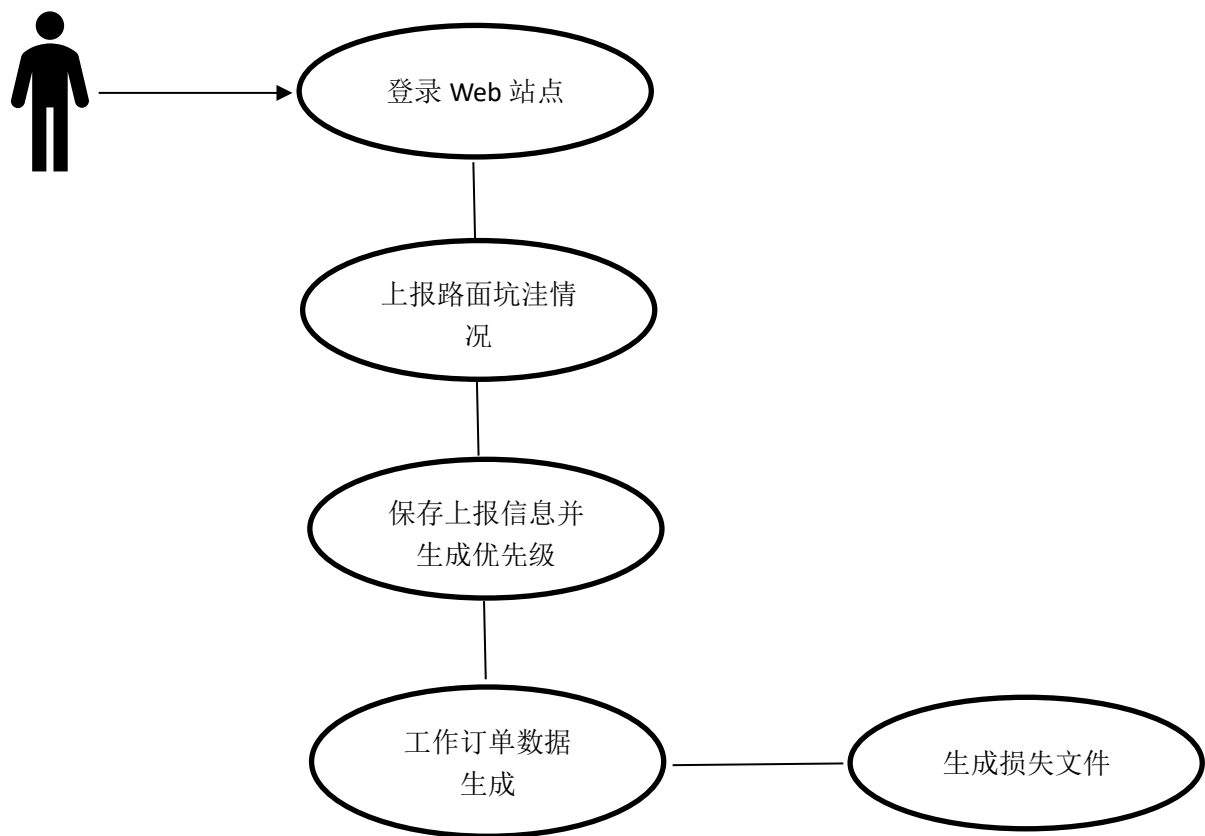 登录 Web 站点
上报路面坑洼情
况
保存上报信息并
生成优先级
工作订单数据
生成
生成损失文件